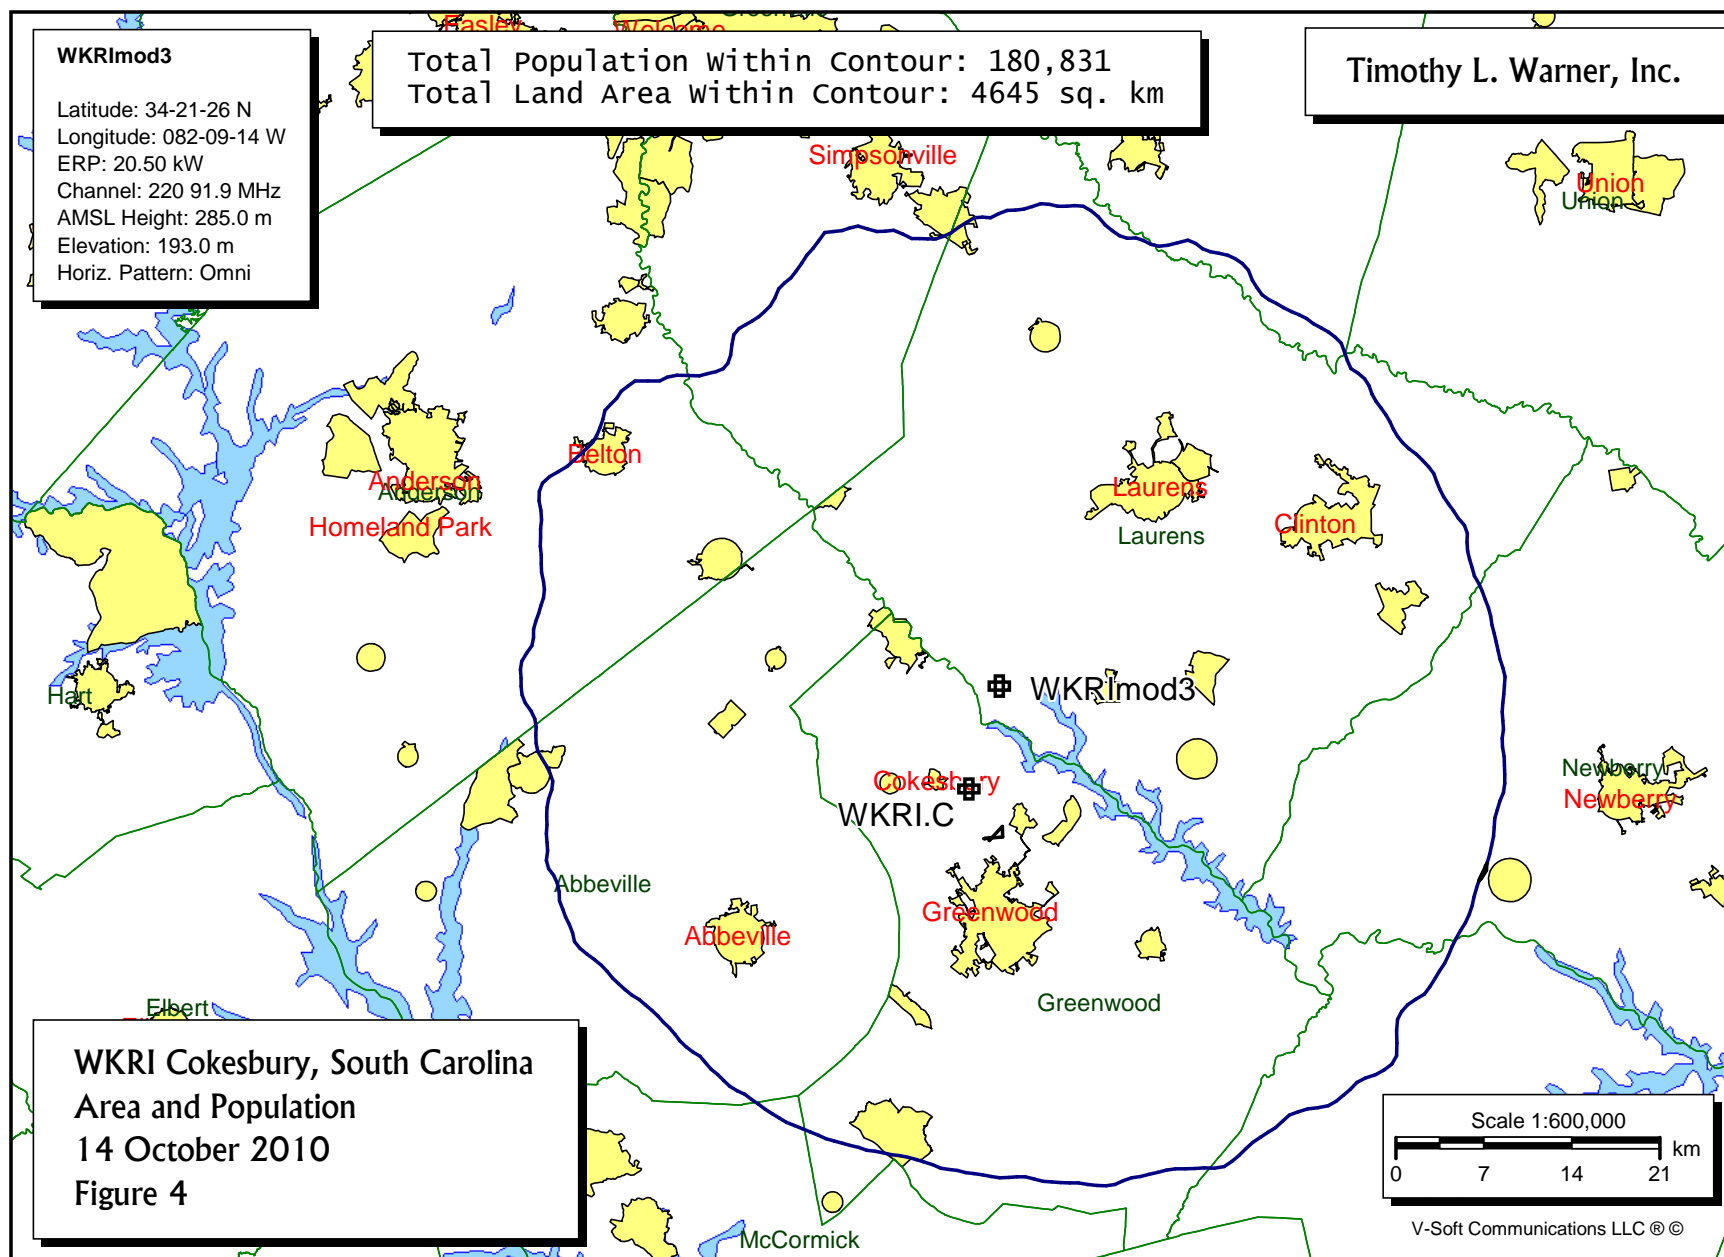 Easley
Welcome
WKRImod3
Latitude: 34-21-26 N
Longitude: 082-09-14 W
ERP: 20.50 kW
Channel: 220 91.9 MHz
AMSL Height: 285.0 m
Elevation: 193.0 m
Horiz. Pattern: Omni
Total Population Within Contour: 180,831
Total Land Area Within Contour: 4645 sq. km
Timothy L. Warner, Inc.
Simpsonville
Union
Union
Belton
Anderson
Anderson
Homeland Park
Laurens
Laurens
Clinton
Hart
WKRImod3
Cokesbury
WKRI.C
Newberry
Newberry
Abbeville
Abbeville
Greenwood
Greenwood
Elbert
WKRI Cokesbury, South Carolina
Area and Population
14 October 2010
Figure 4
McCormick
Scale 1:600,000
km
0 7 14 21
V-Soft Communications LLC ® ©